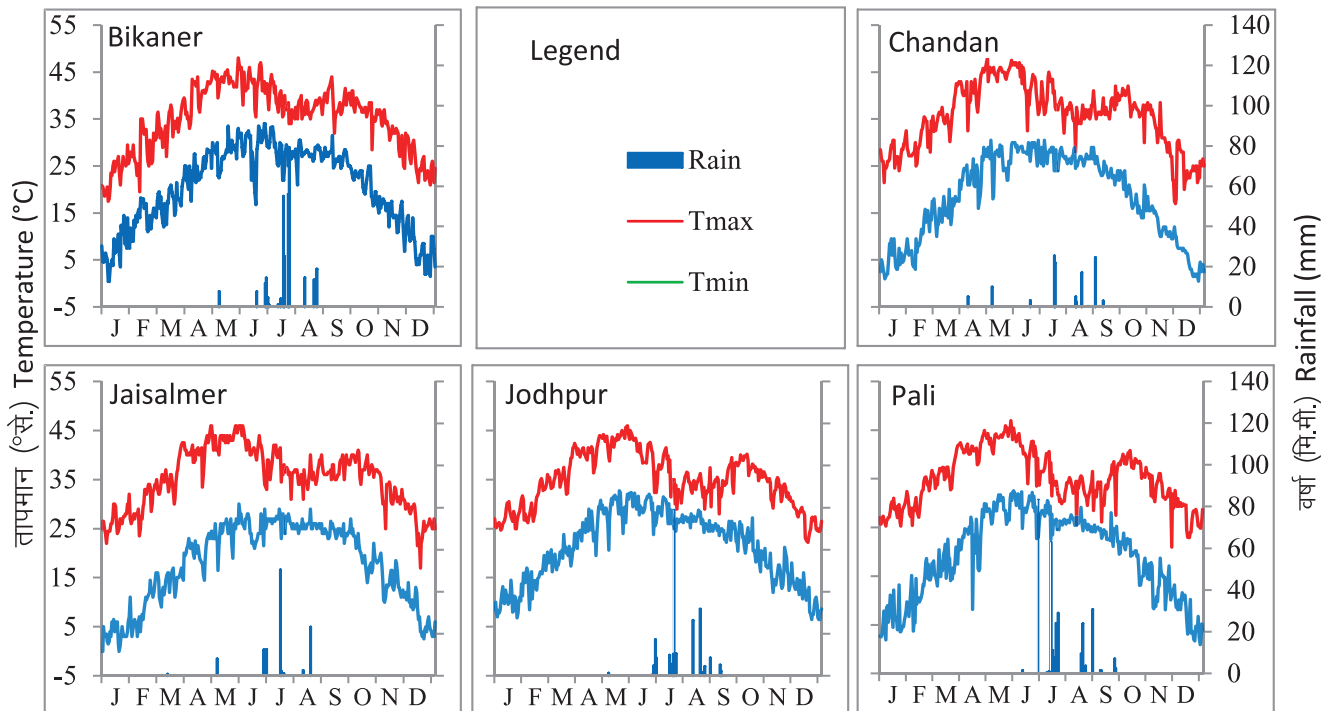 तापमान (°से.) Temperature (°C)
Bikaner
55
45
35
25
15
5
-5
J F M A M J J A S O N D
Legend
Rain
Tmax
Tmin
Chandan
140
120
100
80
60
40
20
0
J F M A M J J A S O N D
Jaisalmer
55
45
35
25
15
5
-5
J F M A M J J A S O N D
Jodhpur
J F M A M J J A S O N D
Pali
140
120
100
80
60
40
20
0
J F M A M J J A S O N D
वर्षा (मि.मी.) Rainfall (mm)